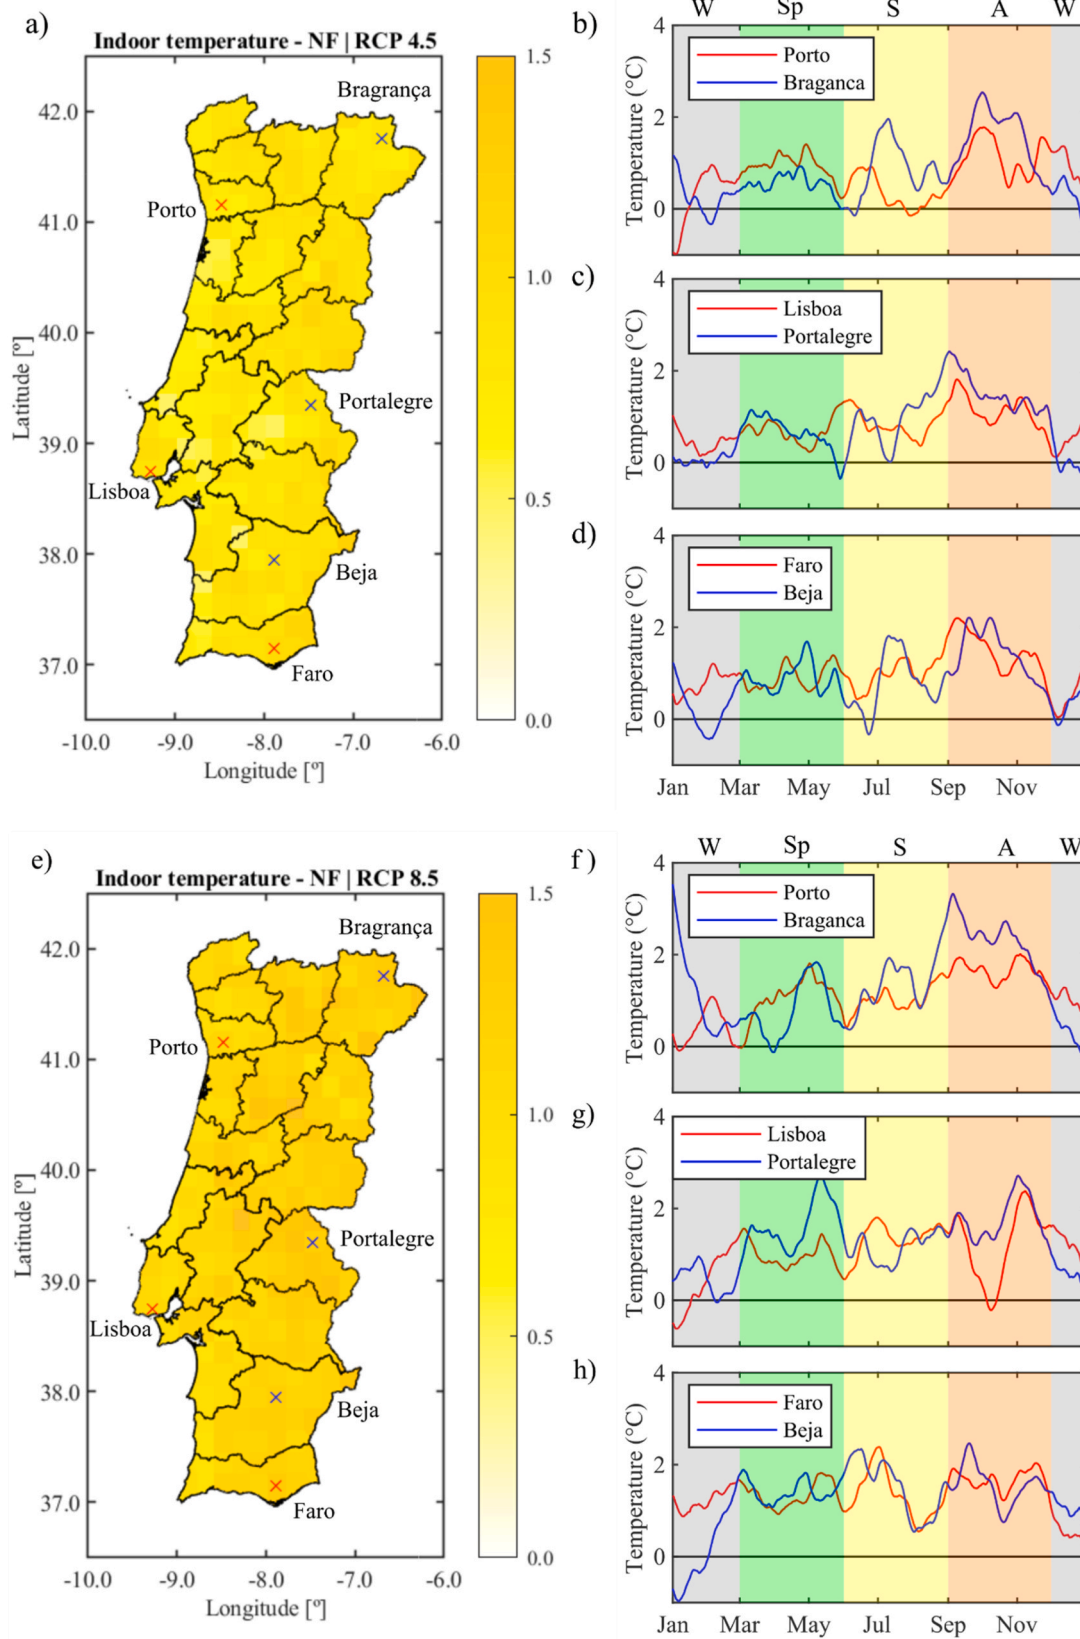 a)
Indoor temperature - NF | RCP 4.5
42.0
41.0
40.0
39.0
38.0
37.0
Latitude [º]
-10.0 -9.0 -8.0 -7.0 -6.0
Longitude [º]
Bragrança
Porto
Portalegre
Lisboa
Beja
Faro
1.5
1.0
0.5
0.0
b)
W Sp S A W
4
2
0
Temperature (°C)
Porto
Braganca
c)
4
2
0
Temperature (°C)
Lisboa
Portalegre
d)
4
2
0
Temperature (°C)
Faro
Beja
Jan Mar May Jul Sep Nov
e)
Indoor temperature - NF | RCP 8.5
42.0
41.0
40.0
39.0
38.0
37.0
Latitude [º]
-10.0 -9.0 -8.0 -7.0 -6.0
Longitude [º]
Bragrança
Porto
Portalegre
Lisboa
Beja
Faro
1.5
1.0
0.5
0.0
f)
W Sp S A W
4
2
0
Temperature (°C)
Porto
Braganca
g)
4
2
0
Temperature (°C)
Lisboa
Portalegre
h)
4
2
0
Temperature (°C)
Faro
Beja
Jan Mar May Jul Sep Nov